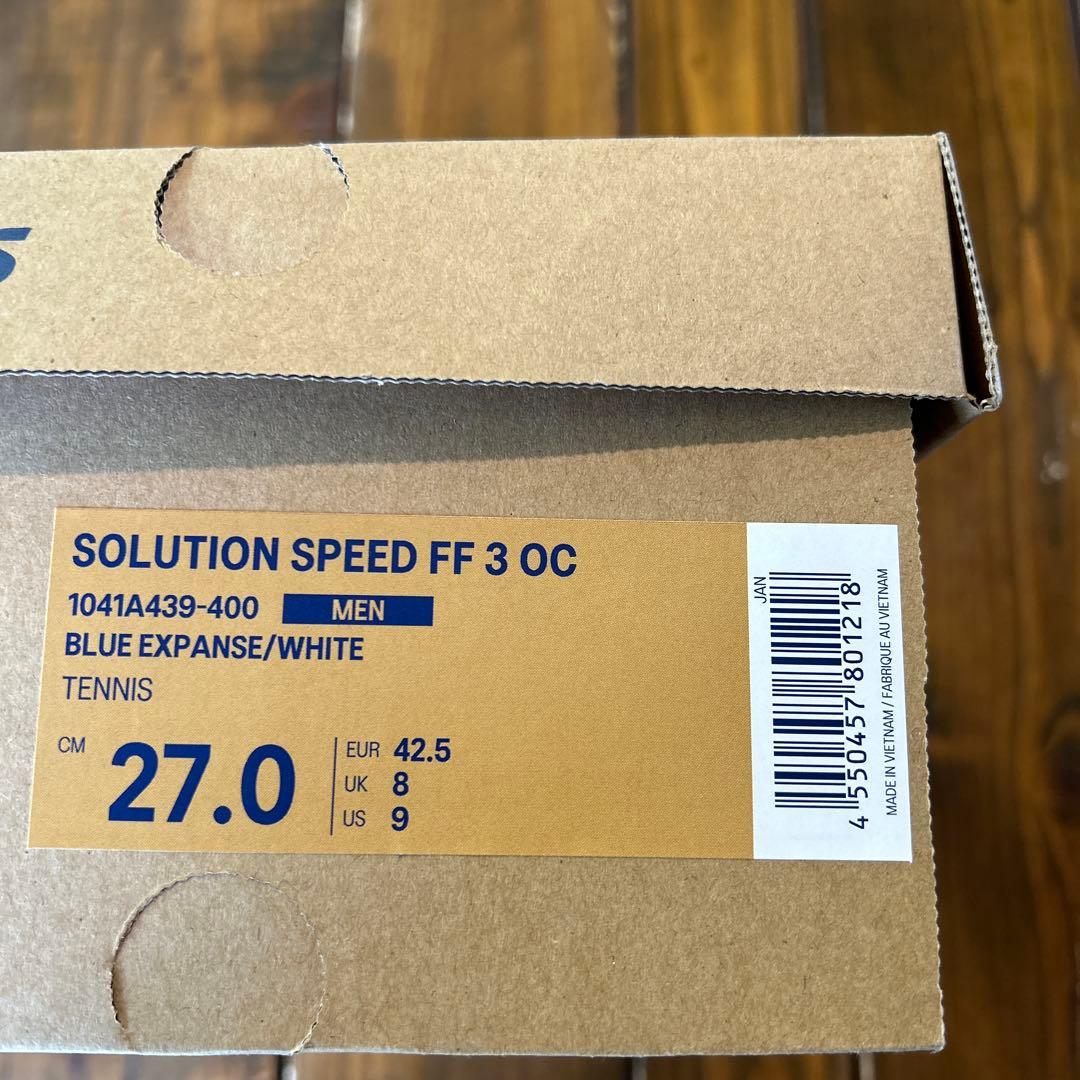 SOLUTION SPEED FF 3 OC
1041A439-400 MEN
BLUE EXPANSE/WHITE
TENNIS
CM 27.0
EUR 42.5
UK 8
US 9
JAN
4 550457 801218
MADE IN VIETNAM / FABRIQUE AU VIETNAM